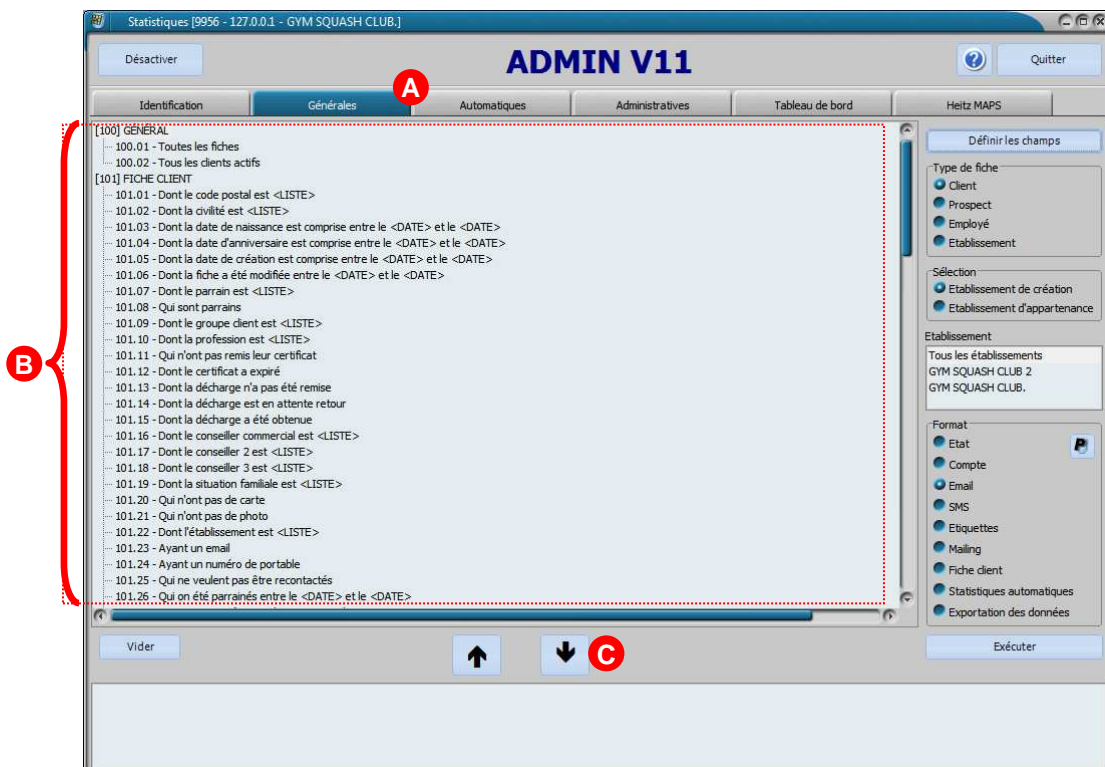 Statistiques [9956 - 127.0.0.1 - GYM SQUASH CLUB.]
Désactiver
ADMIN V11
Quitter
Identification
Générales
A
Automatiques
Administratives
Tableau de bord
Heitz MAPS
[100] GÉNÉRAL
100.01 - Toutes les fiches
100.02 - Tous les clients actifs
[101] FICHE CLIENT
101.01 - Dont le code postal est <LISTE>
101.02 - Dont la civilité est <LISTE>
101.03 - Dont la date de naissance est comprise entre le <DATE> et le <DATE>
101.04 - Dont la date d'anniversaire est comprise entre le <DATE> et le <DATE>
101.05 - Dont la date de création est comprise entre le <DATE> et le <DATE>
101.06 - Dont la fiche a été modifiée entre le <DATE> et le <DATE>
101.07 - Dont le parrain est <LISTE>
101.08 - Qui sont parrains
101.09 - Dont le groupe client est <LISTE>
101.10 - Dont la profession est <LISTE>
101.11 - Qui n'ont pas remis leur certificat
101.12 - Dont le certificat a expiré
101.13 - Dont la décharge n'a pas été remise
101.14 - Dont la décharge est en attente retour
101.15 - Dont la décharge a été obtenue
101.16 - Dont le conseiller commercial est <LISTE>
101.17 - Dont le conseiller 2 est <LISTE>
101.18 - Dont le conseiller 3 est <LISTE>
101.19 - Dont la situation familiale est <LISTE>
101.20 - Qui n'ont pas de carte
101.21 - Qui n'ont pas de photo
101.22 - Dont l'établissement est <LISTE>
101.23 - Ayant un email
101.24 - Ayant un numéro de portable
101.25 - Qui ne veulent pas être recontactés
101.26 - Qui on été parrainés entre le <DATE> et le <DATE>
B
Définir les champs
Type de fiche
Client
Prospect
Employé
Etablissement
Sélection
Etablissement de création
Etablissement d'appartenance
Etablissement
Tous les établissements
GYM SQUASH CLUB 2
GYM SQUASH CLUB.
Format
Etat
Compte
Email
SMS
Etiquettes
Mailing
Fiche client
Statistiques automatiques
Exportation des données
Vider
C
Exécuter